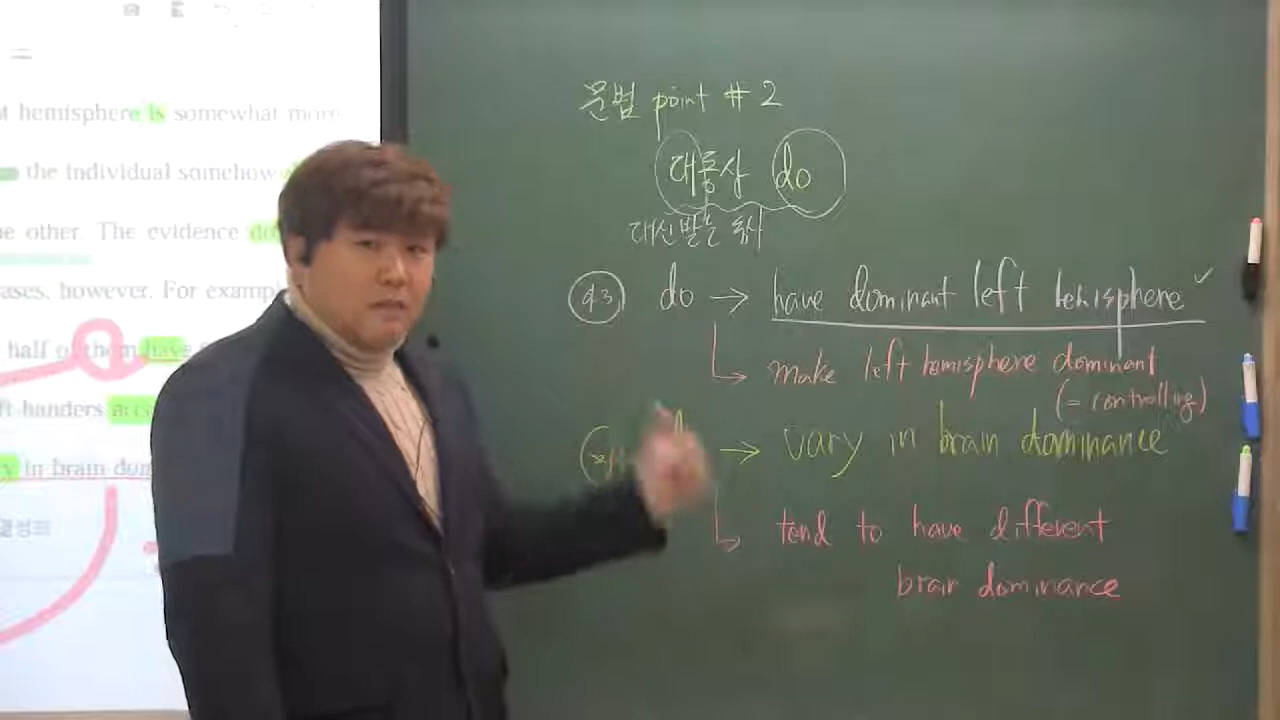 hemisphere is somewhat more
the individual somehow
other. The evidence
ases, however. For examp
half of them have
handers
in brain dom
문법 point # 2
대동사 do
대신받는 동사
do → have dominant left hemisphere ✓
make left hemisphere dominant
(= controlling)
→ vary in brain dominance
tend to have different
brain dominance